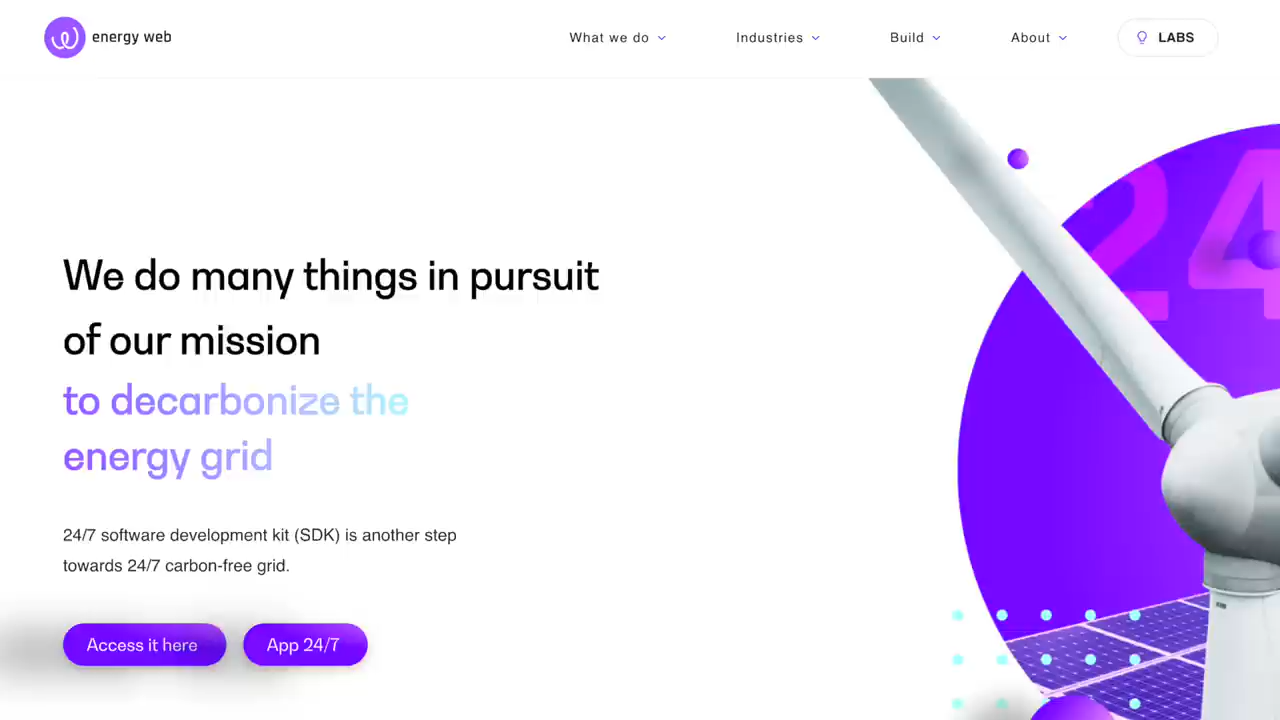 energy web
What we do
Industries
Build
About
LABS
24
We do many things in pursuit
of our mission
to decarbonize the
energy grid
24/7 software development kit (SDK) is another step
towards 24/7 carbon-free grid.
Access it here
App 24/7